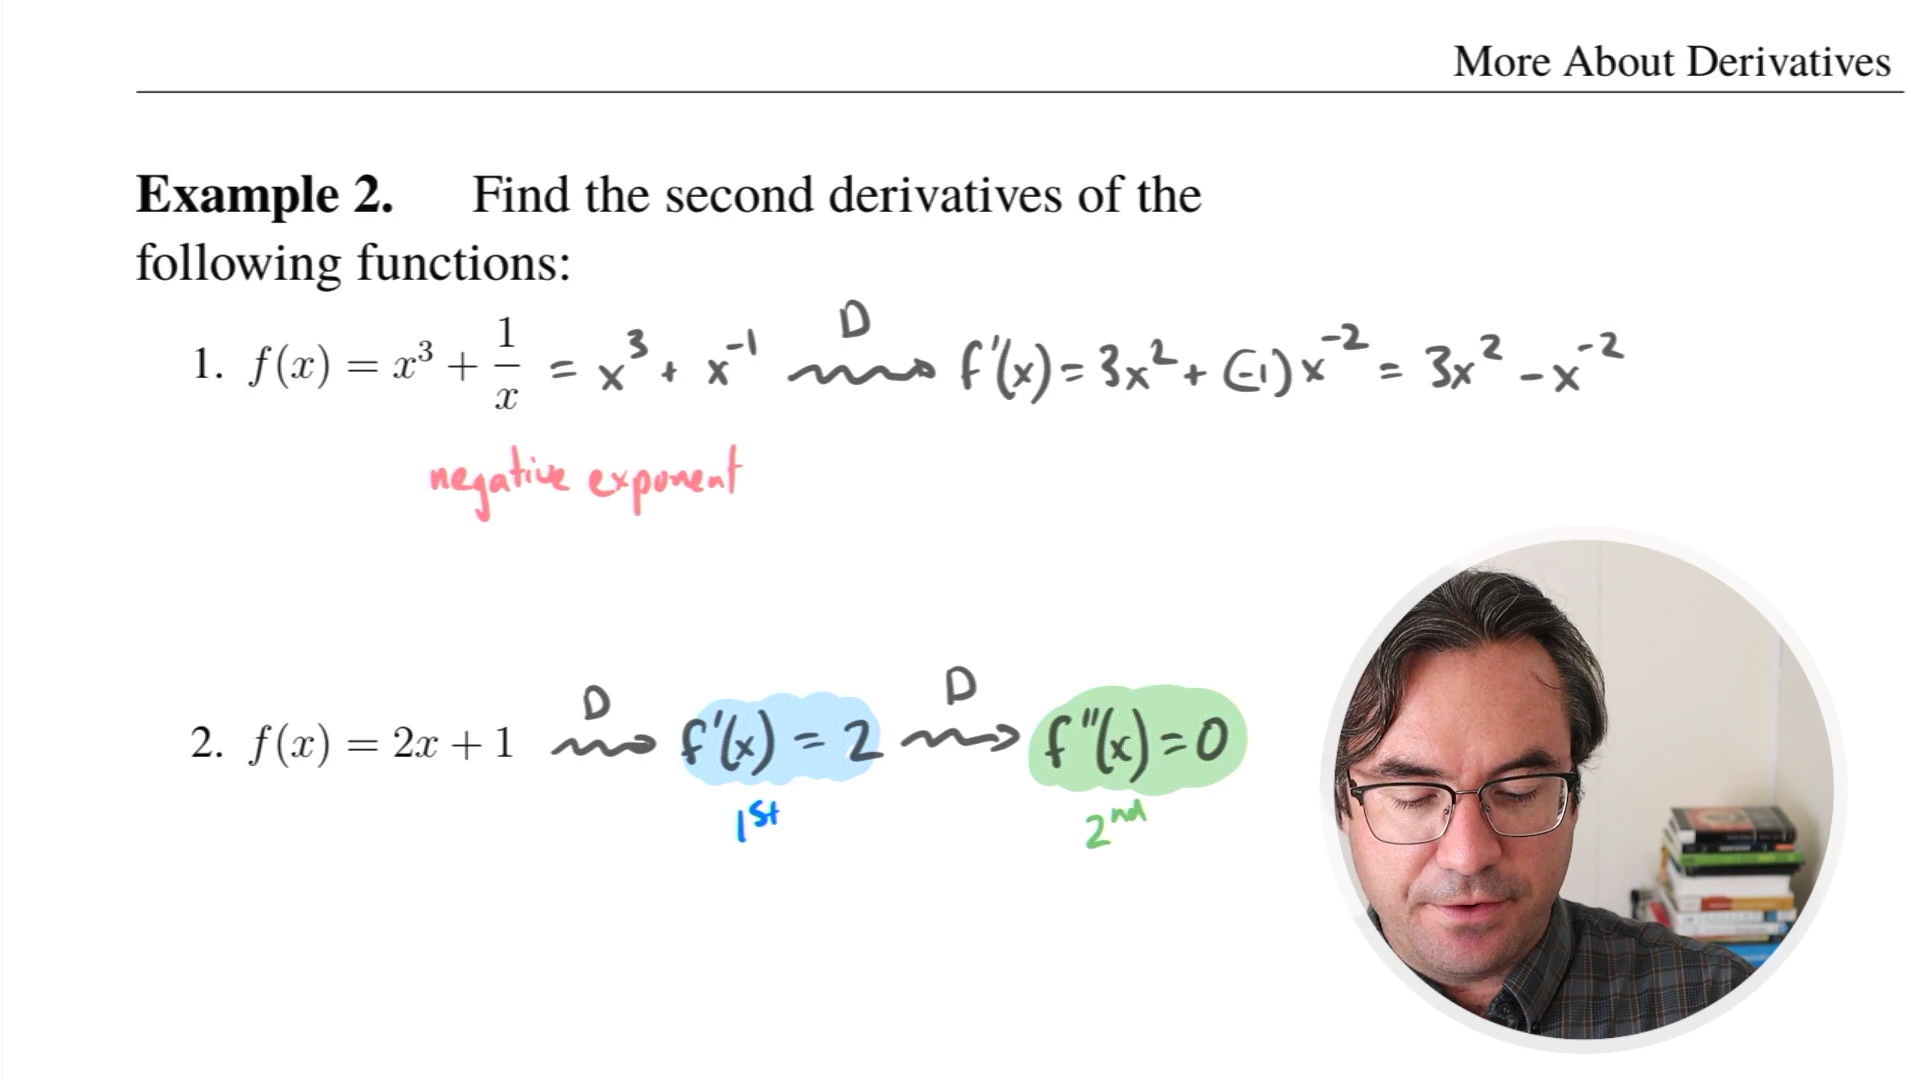 More About Derivatives
Example 2. Find the second derivatives of the
following functions:
1. f(x) = x³ + 1/x = x³ + x⁻¹ D ⟿ f'(x) = 3x² + (-1)x⁻² = 3x² - x⁻²
negative exponent
2. f(x) = 2x + 1 D ⟿ f'(x) = 2 D ⟿ f"(x) = 0
1st 2nd